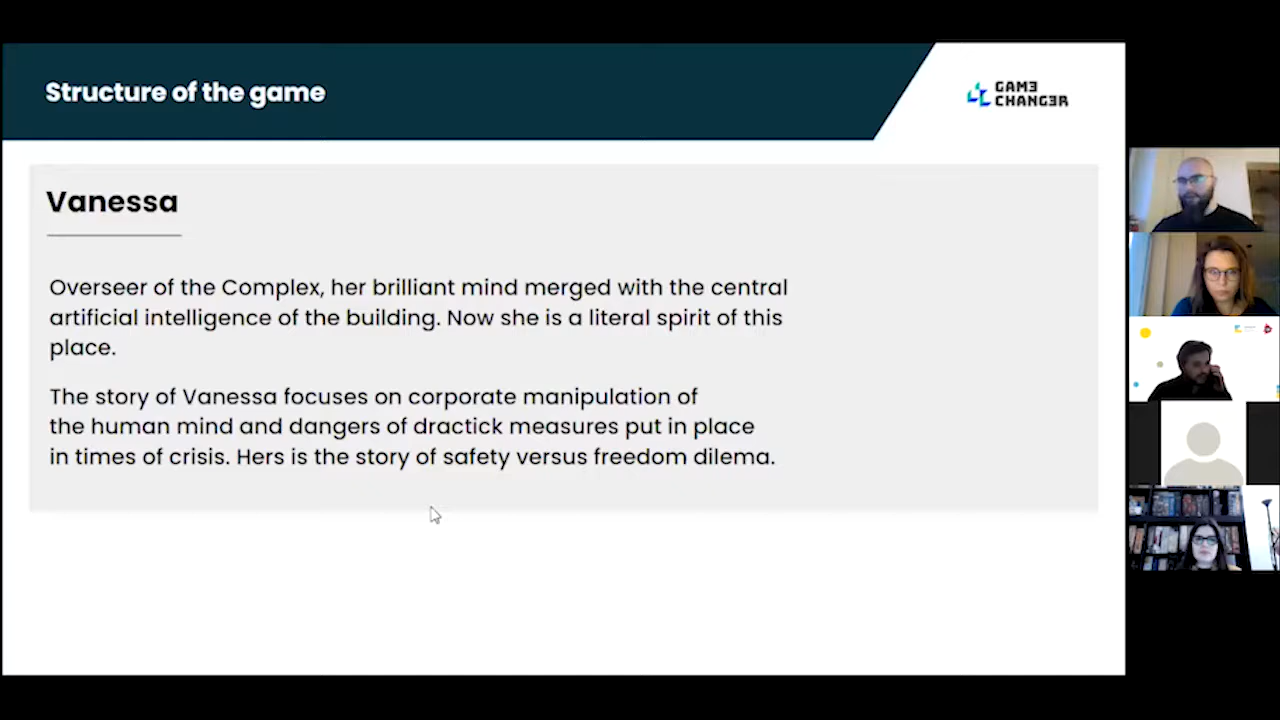 Structure of the game
GAMƎ
CHANGƎR
Vanessa
Overseer of the Complex, her brilliant mind merged with the central
artificial intelligence of the building. Now she is a literal spirit of this
place.
The story of Vanessa focuses on corporate manipulation of
the human mind and dangers of dractick measures put in place
in times of crisis. Hers is the story of safety versus freedom dilema.